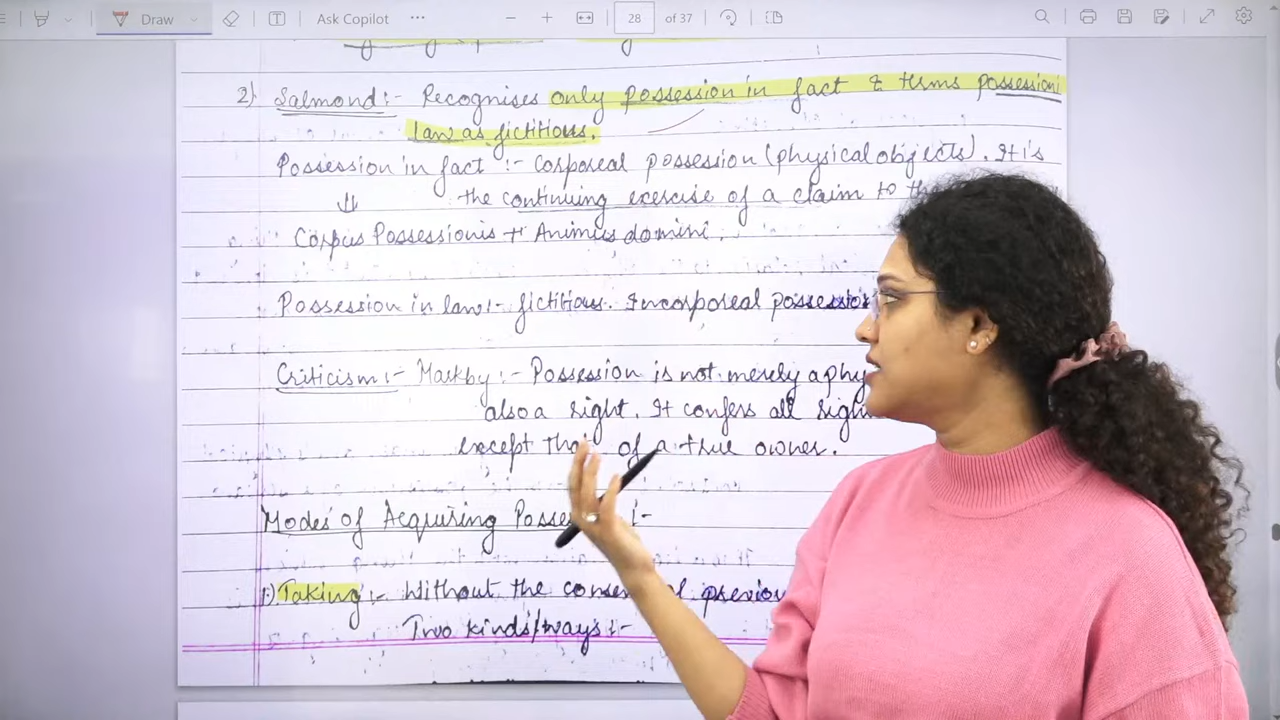 Draw
Ask Copilot
28 of 37
2) Salmond:- Recognises only possession in fact & terms possession
law as fictitious.
Possession in fact :- Corporeal possession (physical objects). It is
the continuing exercise of a claim to
Corpus Possessionis + Animus domini.
Possession in law:- fictitious. Incorporeal possession
Criticism:- Markby:- Possession is not merely a phy
also a right. It confers all
except that of a true owner.
Modes of Acquiring :-
1) Taking:- Without the
Two kinds/ways:-